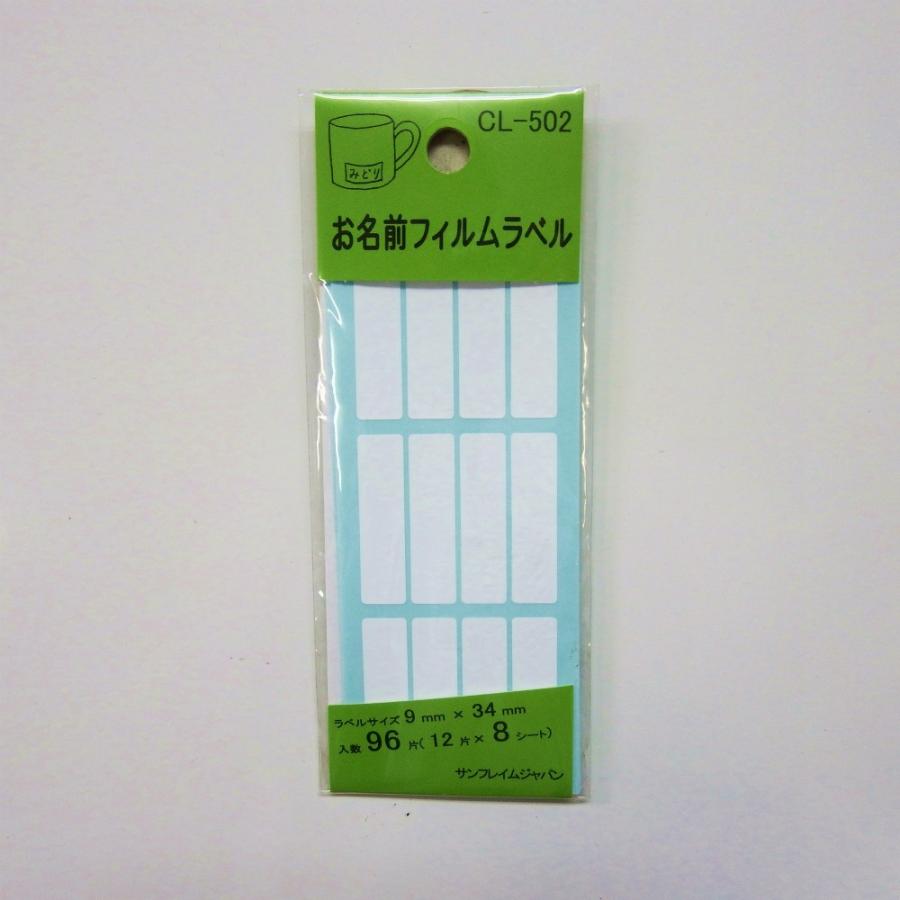 CL-502
みどり
お名前フィルムラベル
ラベルサイズ 9 mm × 34 mm
入数 96 片( 12 片 × 8 シート)
サンフレイムジャパン